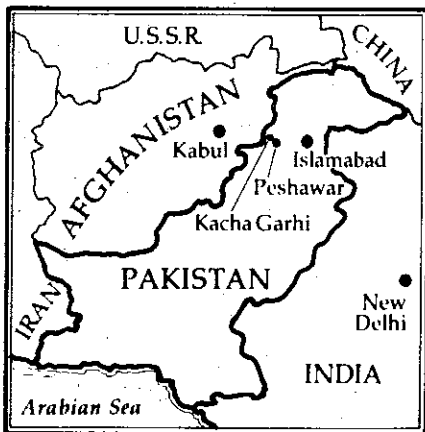 U.S.S.R.
CHINA
AFGHANISTAN
Kabul
Islamabad
Peshawar
Kacha Garhi
PAKISTAN
IRAN
New
Delhi
INDIA
Arabian Sea